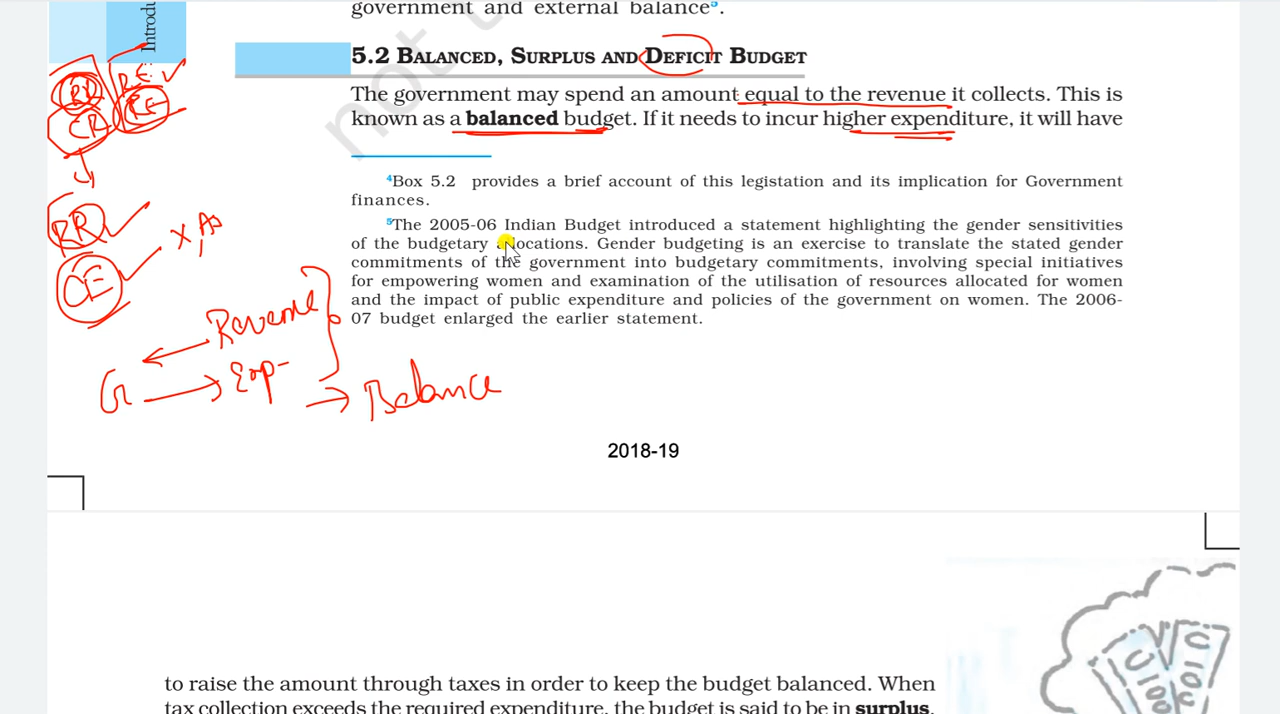 government and external balance⁵.
Introdu
5.2 BALANCED, SURPLUS AND DEFICIT BUDGET
The government may spend an amount equal to the revenue it collects. This is
known as a balanced budget. If it needs to incur higher expenditure, it will have
not
⁴Box 5.2 provides a brief account of this legistation and its implication for Government
finances.
⁵The 2005-06 Indian Budget introduced a statement highlighting the gender sensitivities
of the budgetary allocations. Gender budgeting is an exercise to translate the stated gender
commitments of the government into budgetary commitments, involving special initiatives
for empowering women and examination of the utilisation of resources allocated for women
and the impact of public expenditure and policies of the government on women. The 2006-
07 budget enlarged the earlier statement.
RE
RE
CR
RR
CE
Revenue
G Exp-
Balance
2018-19
to raise the amount through taxes in order to keep the budget balanced. When
tax collection exceeds the required expenditure, the budget is said to be in surplus.